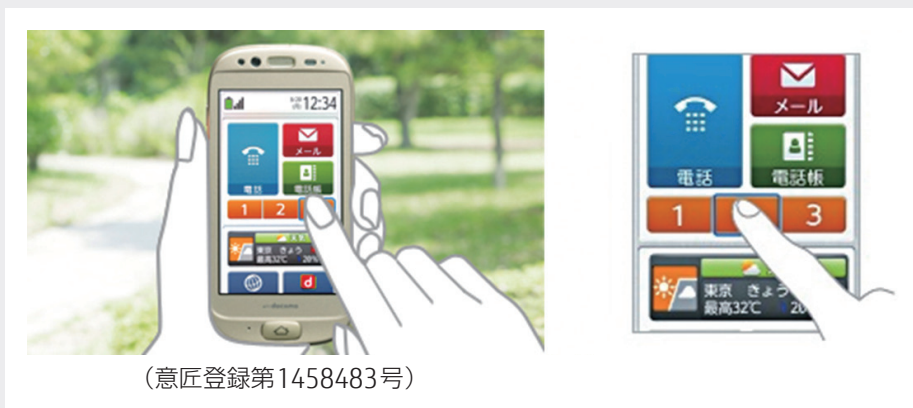 12:34
メール
電話
電話帳
1 2
東京 きょう
最高32℃ 20%
d
docomo
メール
電話
電話帳
1 3
東京 きょう
最高32℃ 20
(意匠登録第1458483号)